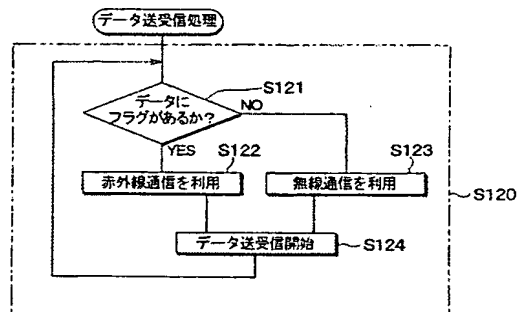 データ送受信処理
S121
データに
フラグがあるか?
NO
YES
S122
S123
赤外線通信を利用
無線通信を利用
S120
データ送受信開始
S124